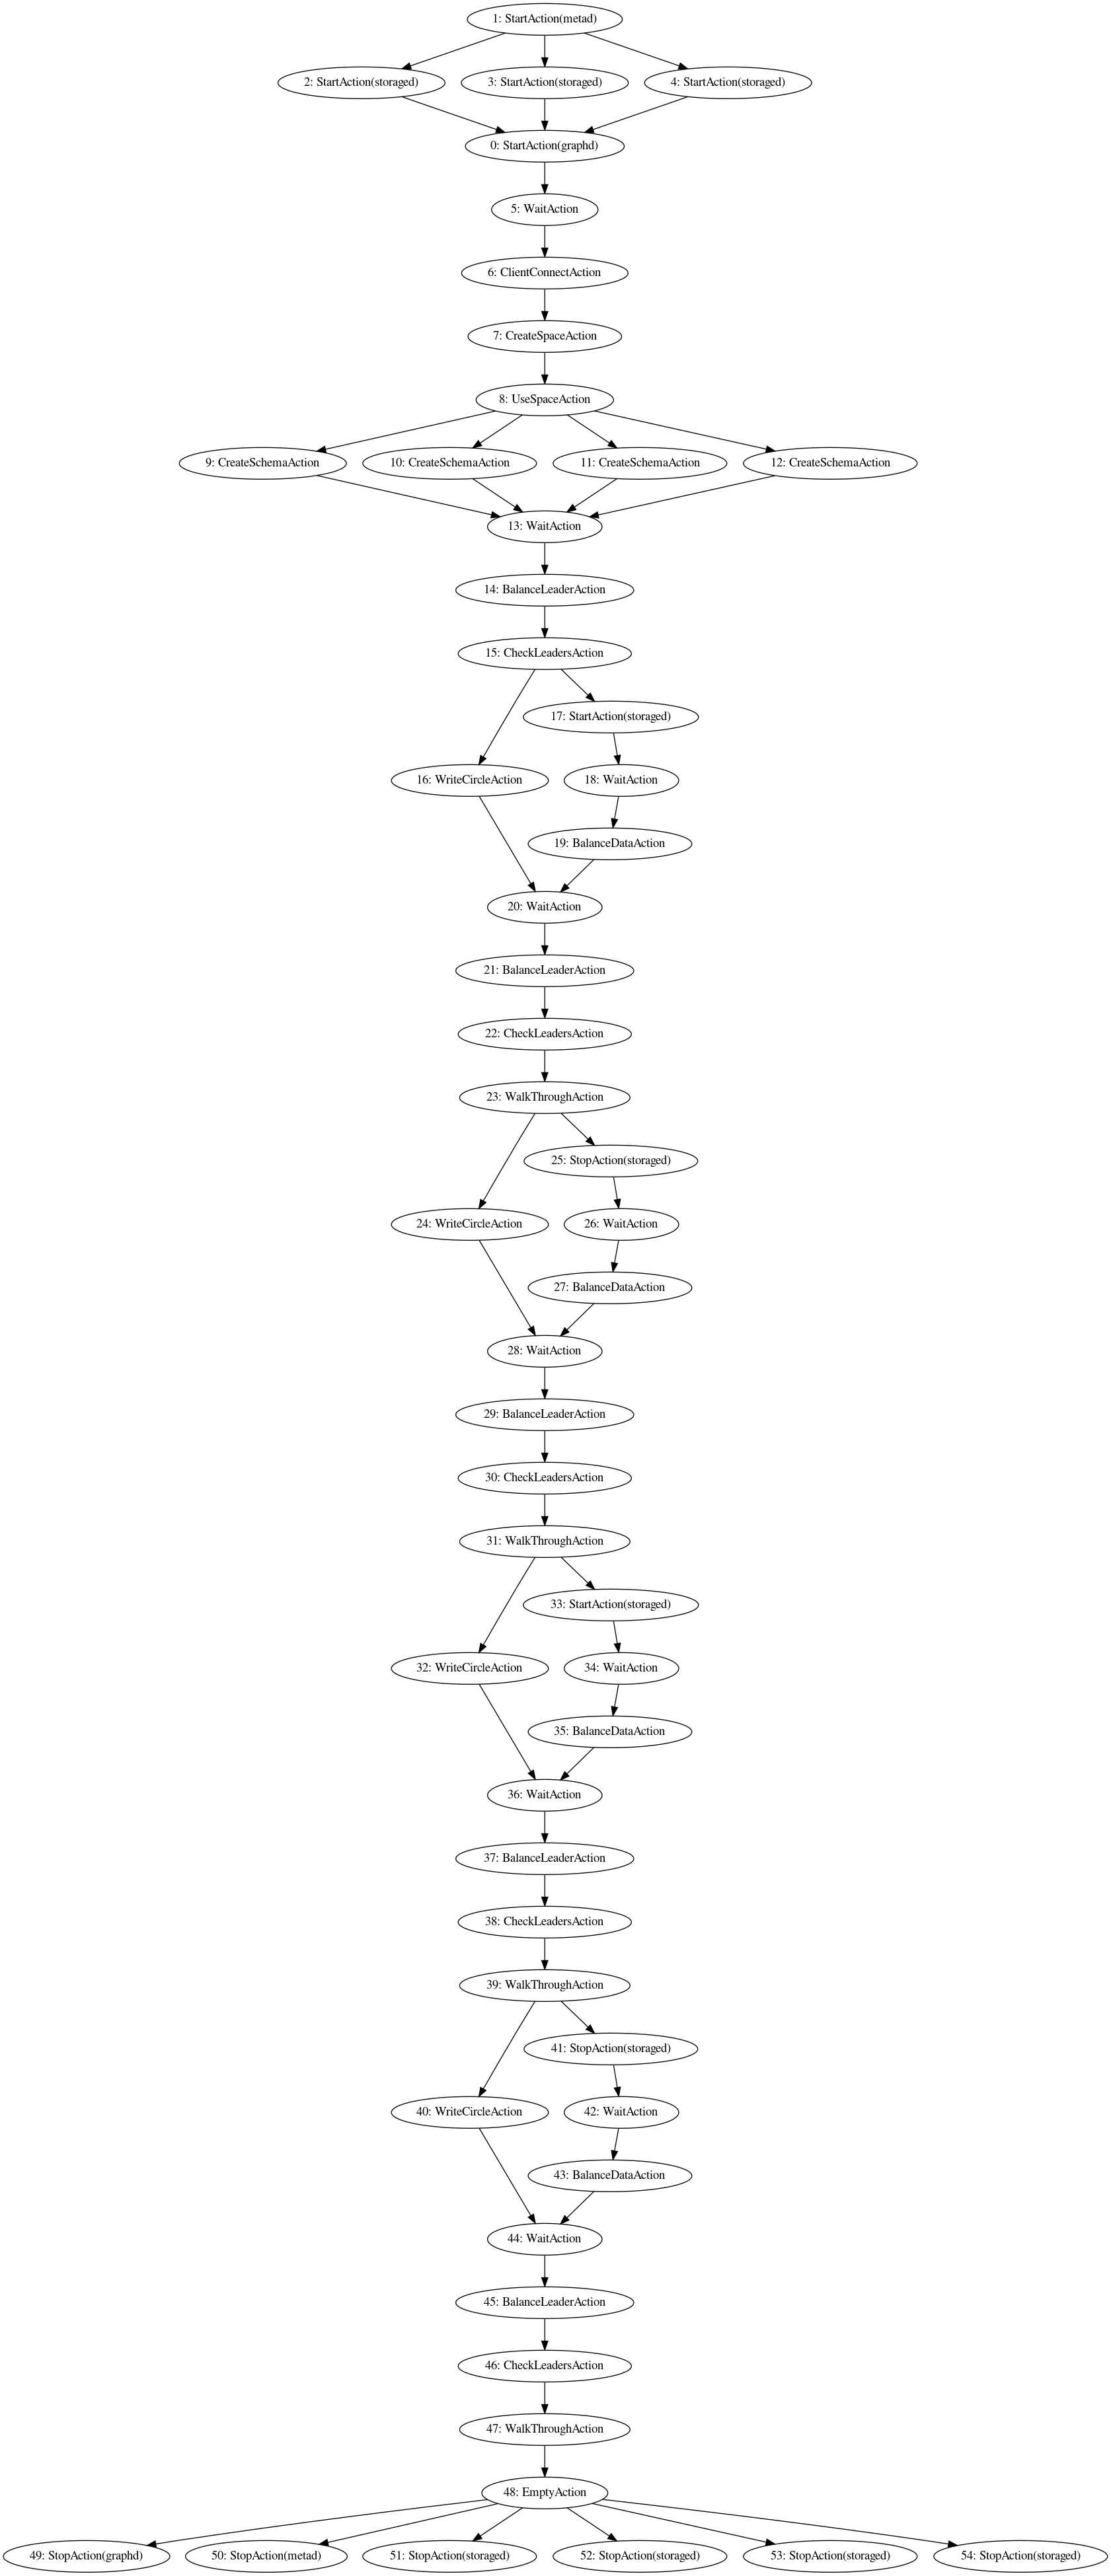 1: StartAction(metad)
2: StartAction(storaged)
3: StartAction(storaged)
4: StartAction(storaged)
0: StartAction(graphd)
5: WaitAction
6: ClientConnectAction
7: CreateSpaceAction
8: UseSpaceAction
9: CreateSchemaAction
10: CreateSchemaAction
11: CreateSchemaAction
12: CreateSchemaAction
13: WaitAction
14: BalanceLeaderAction
15: CheckLeadersAction
17: StartAction(storaged)
16: WriteCircleAction
18: WaitAction
19: BalanceDataAction
20: WaitAction
21: BalanceLeaderAction
22: CheckLeadersAction
23: WalkThroughAction
25: StopAction(storaged)
24: WriteCircleAction
26: WaitAction
27: BalanceDataAction
28: WaitAction
29: BalanceLeaderAction
30: CheckLeadersAction
31: WalkThroughAction
33: StartAction(storaged)
32: WriteCircleAction
34: WaitAction
35: BalanceDataAction
36: WaitAction
37: BalanceLeaderAction
38: CheckLeadersAction
39: WalkThroughAction
41: StopAction(storaged)
40: WriteCircleAction
42: WaitAction
43: BalanceDataAction
44: WaitAction
45: BalanceLeaderAction
46: CheckLeadersAction
47: WalkThroughAction
48: EmptyAction
49: StopAction(graphd)
50: StopAction(metad)
51: StopAction(storaged)
52: StopAction(storaged)
53: StopAction(storaged)
54: StopAction(storaged)